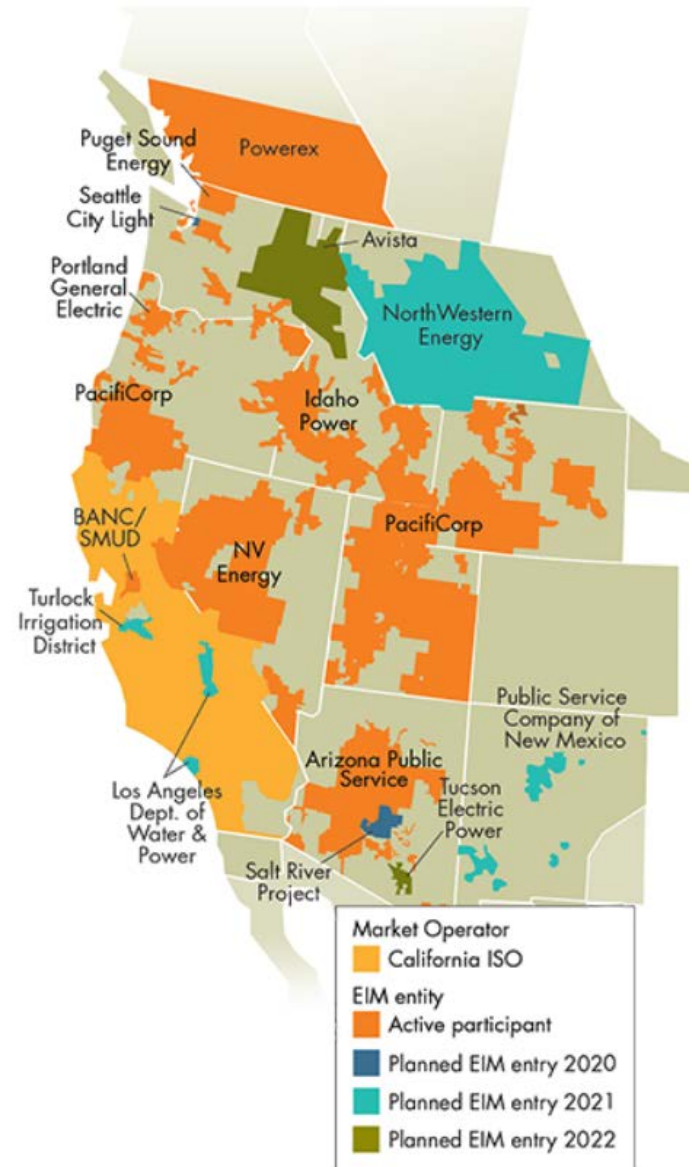 Puget Sound
Energy
Powerex
Seattle
City Light
Avista
Portland
General
Electric
NorthWestern
Energy
PacifiCorp
Idaho
Power
BANC/
SMUD
NV
Energy
PacifiCorp
Turlock
Irrigation
District
Public Service
Company of
New Mexico
Arizona Public
Service
Tucson
Electric
Power
Los Angeles
Dept. of
Water &
Power
Salt River
Project
Market Operator
California ISO
EIM entity
Active participant
Planned EIM entry 2020
Planned EIM entry 2021
Planned EIM entry 2022